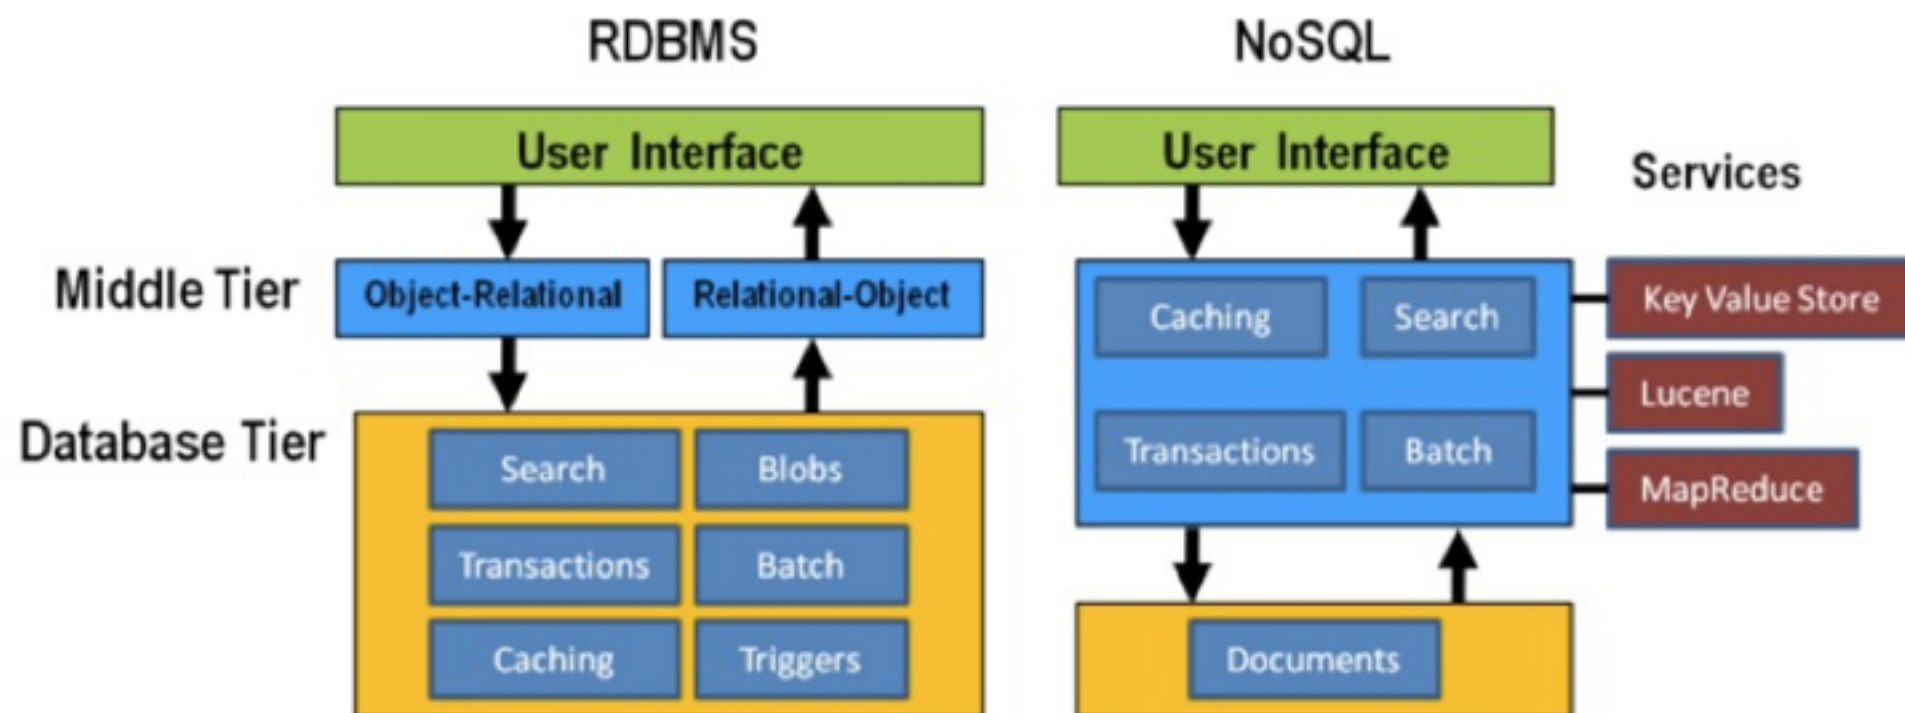 RDBMS
NoSQL
User Interface
User Interface
Services
Middle Tier
Object-Relational
Relational-Object
Caching
Search
Key Value Store
Lucene
Database Tier
Search
Blobs
Transactions
Batch
MapReduce
Transactions
Batch
Caching
Triggers
Documents